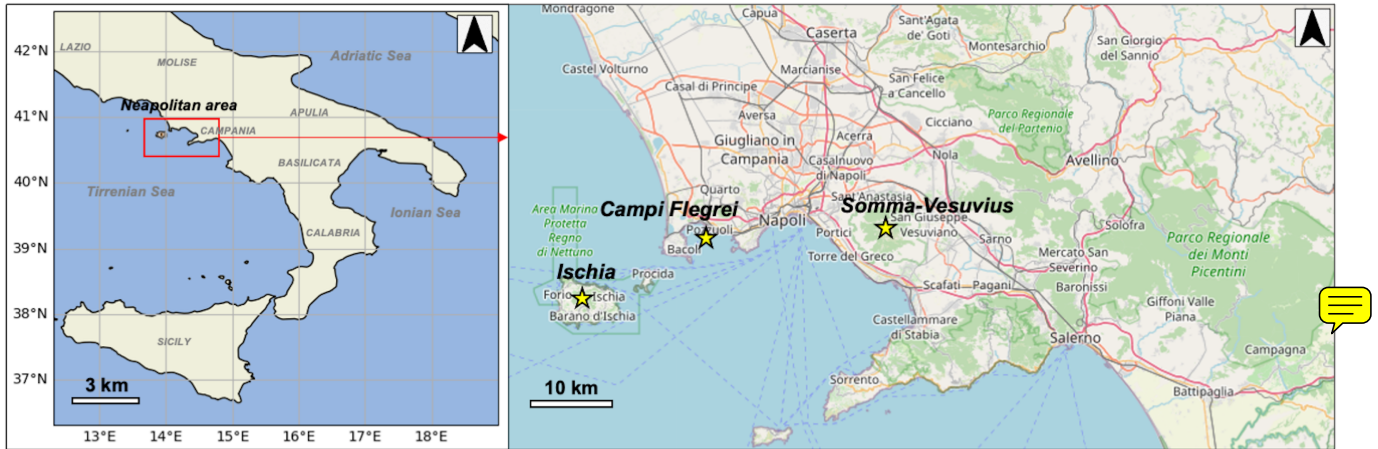 42°N
41°N
40°N
39°N
38°N
37°N
13°E
14°E
15°E
16°E
17°E
18°E
LAZIO
MOLISE
Adriatic Sea
Neapolitan area
APULIA
CAMPANIA
BASILICATA
Tirrenian Sea
Ionian Sea
CALABRIA
SICILY
3 km
Mondragone
Capua
Caserta
Sant'Agata
de' Goti
Montesarchio
San Giorgio
del Sannio
Castel Volturno
Marcianise
San Felice
a Cancello
Casal di Principe
Aversa
Cicciano
Parco Regionale
del Partenio
Acerra
Giugliano in
Campania
Casalnuovo
di Napoli
Nola
Avellino
Quarto
Sant'Anastasia
Area Marina
Protetta
Regno
di Nettuno
Campi Flegrei
Pozzuoli
Napoli
Somma-Vesuvius
San Giuseppe
Vesuviano
Portici
Bacoli
Sarno
Solofra
Torre del Greco
Mercato San
Severino
Parco Regionale
dei Monti
Picentini
Ischia
Procida
Forio
Ischia
Barano d'Ischia
Scafati
Pagani
Baronissi
Giffoni Valle
Piana
Castellammare
di Stabia
Salerno
Campagna
Sorrento
Battipaglia
10 km